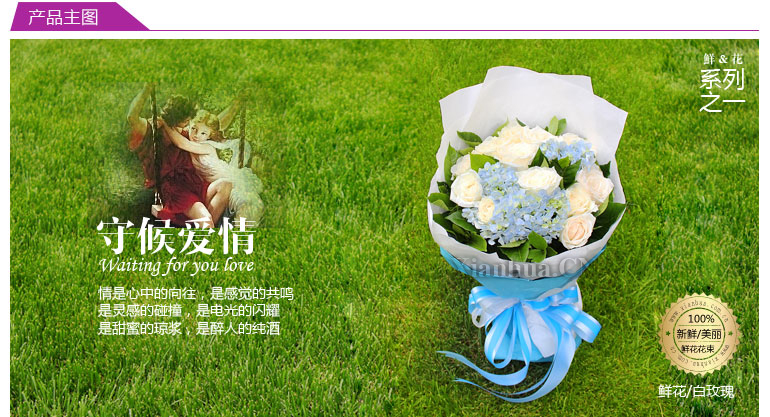 产品主图
鲜&花
系列
之一
守候爱情
Waiting for you love
情是心中的向往，是感觉的共鸣
是灵感的碰撞，是电光的闪耀
是甜蜜的琼浆，是醉人的纯酒
xianhua.CN
100%
新鲜/美丽
鲜花花束
鲜花/白玫瑰